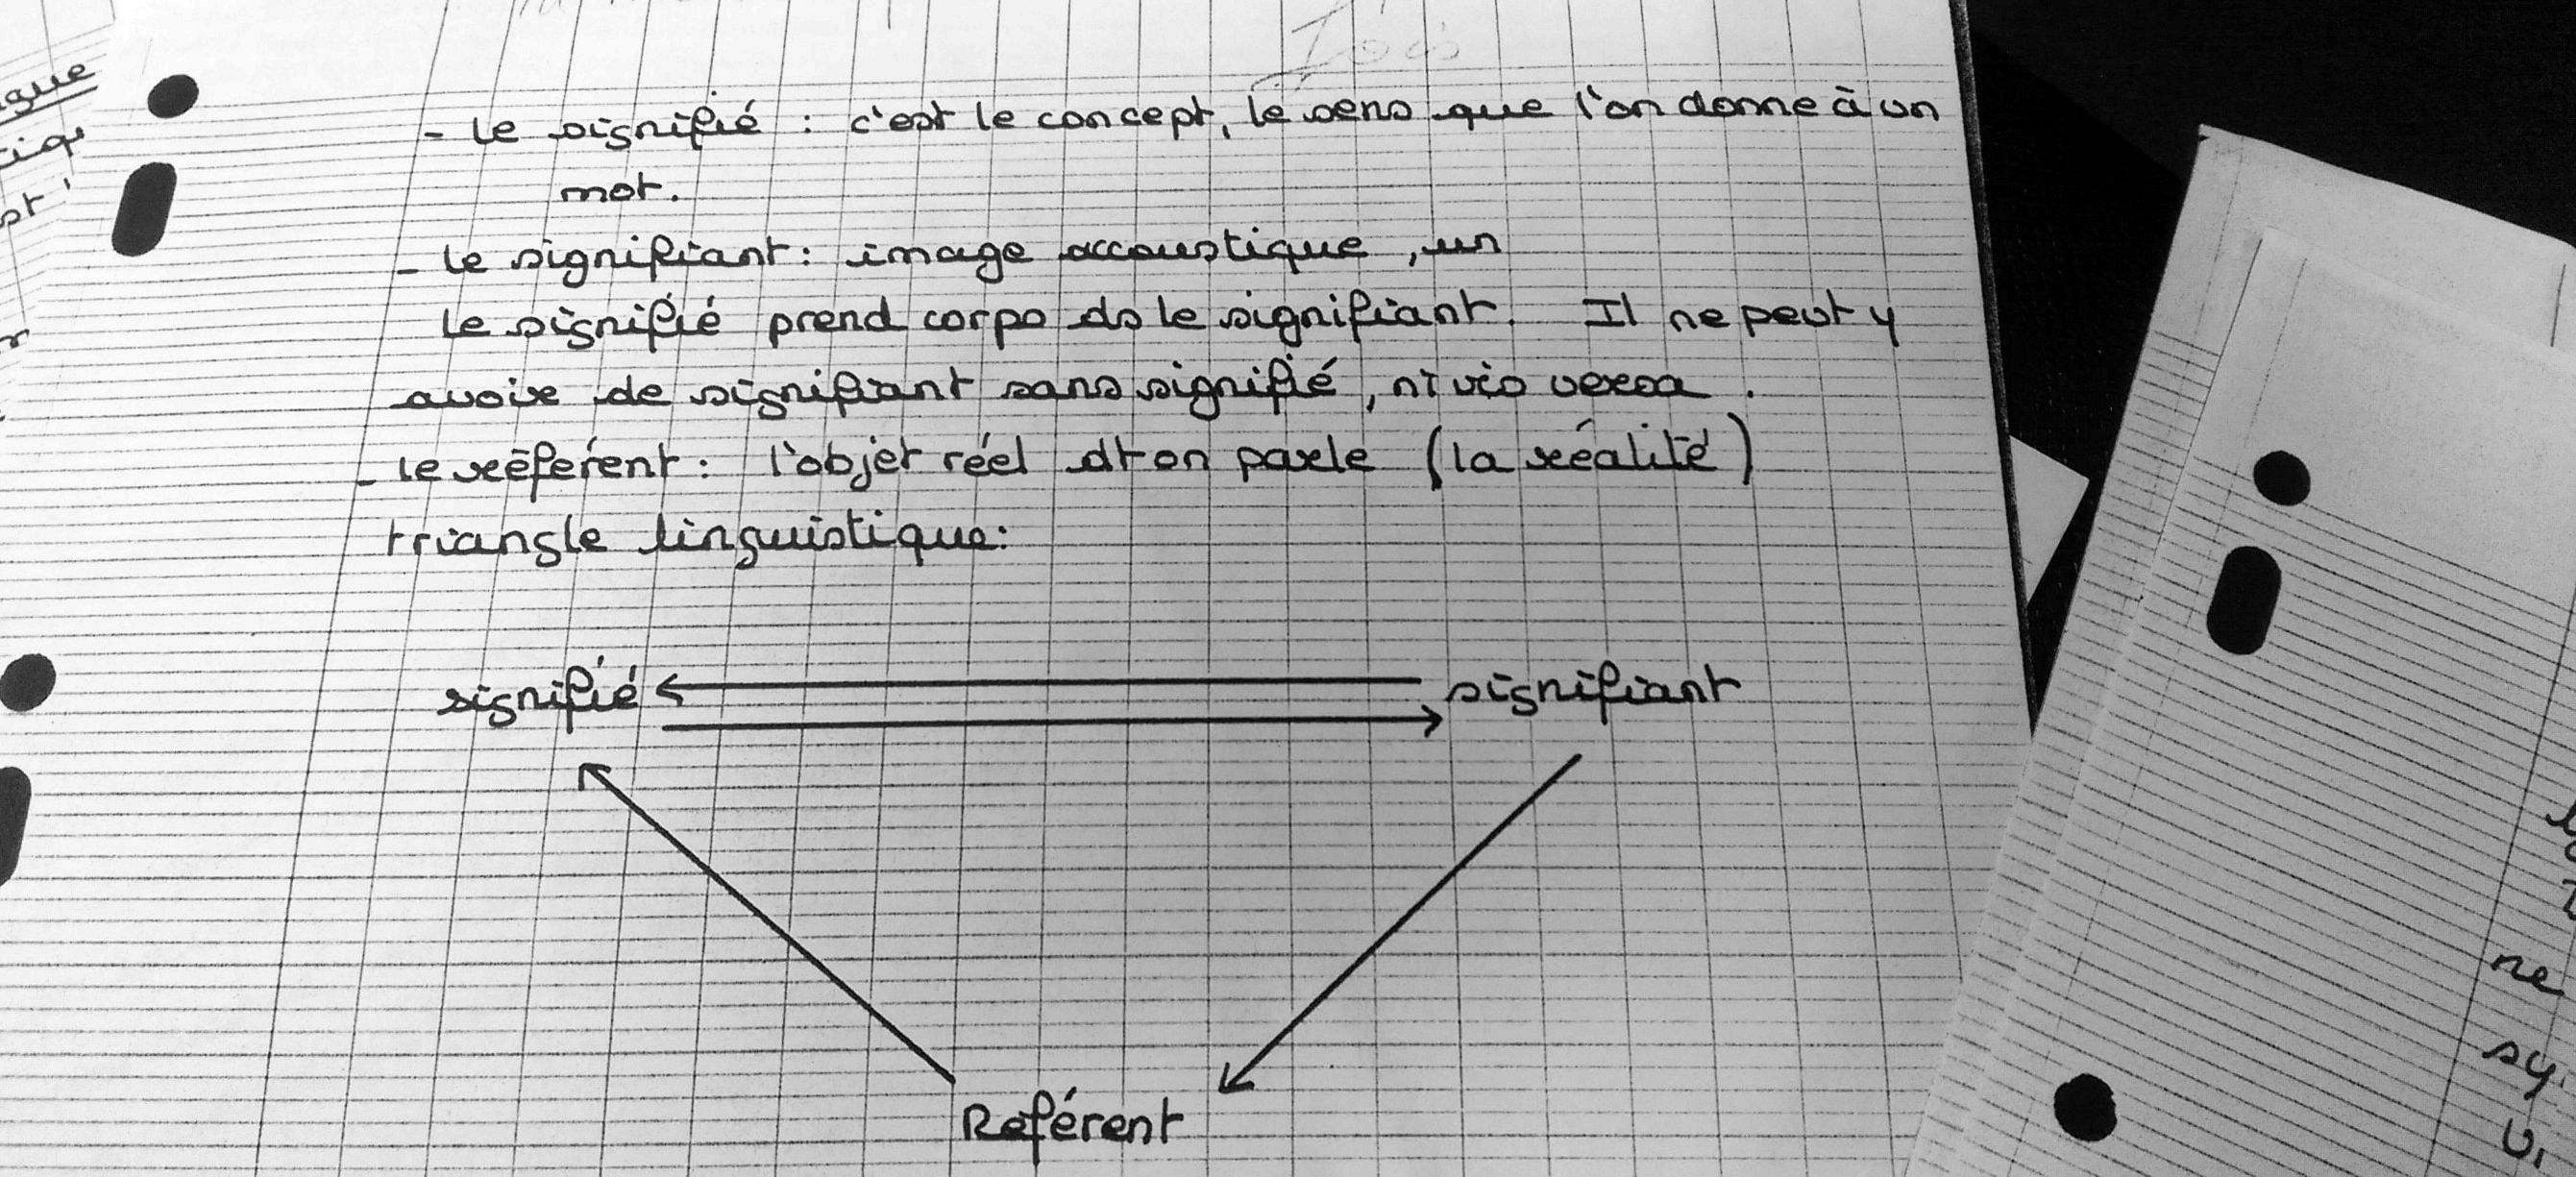 - le signifié : c'est le concept, le sens que l'on donne à un
mot.
- le signifiant : image accoustique, un
le signifié prend corps ds le signifiant. Il ne peut y
avoir de signifiant sans signifié, ni vis versa.
- le référent : l'objet réel dt on parle (la réalité)
triangle linguistique:
signifié
signifiant
Reférent
ne